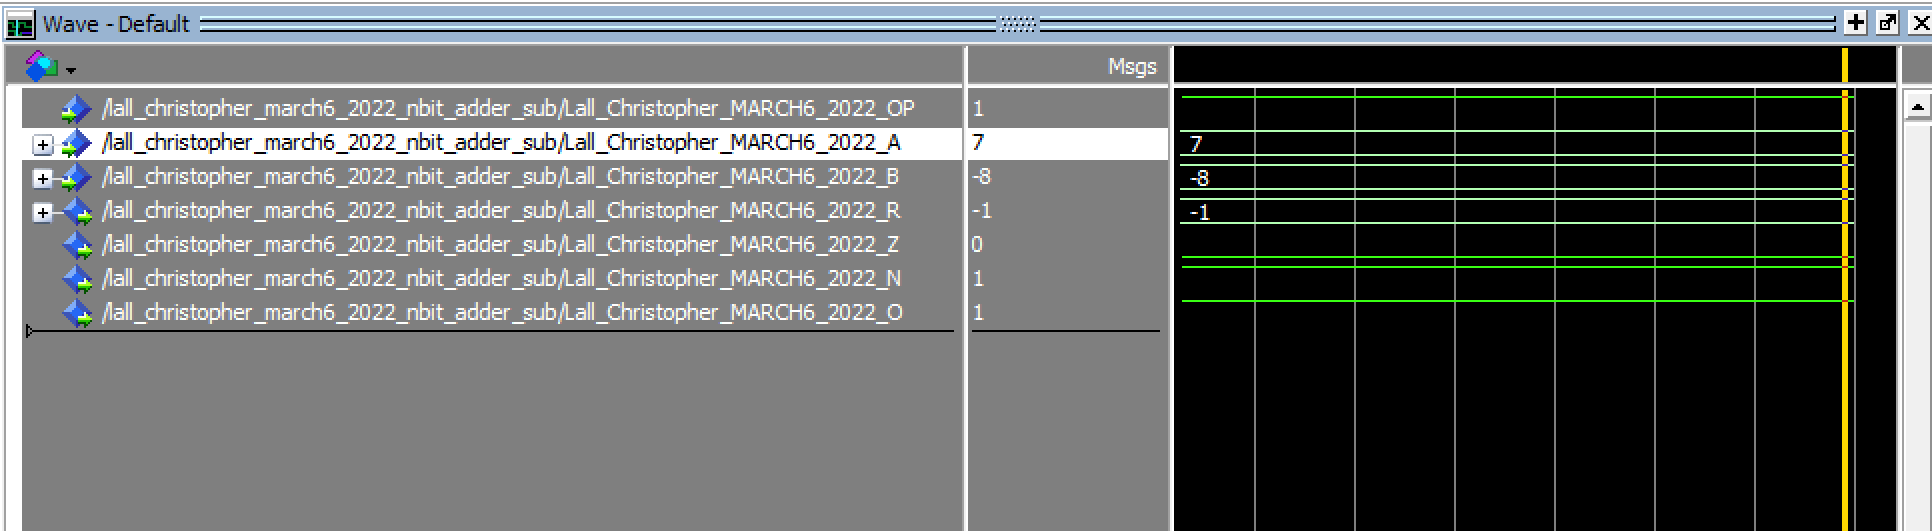 Wave - Default
Msgs
/lall_christopher_march6_2022_nbit_adder_sub/Lall_Christopher_MARCH6_2022_OP 1
/lall_christopher_march6_2022_nbit_adder_sub/Lall_Christopher_MARCH6_2022_A 7 7
/lall_christopher_march6_2022_nbit_adder_sub/Lall_Christopher_MARCH6_2022_B -8 -8
/lall_christopher_march6_2022_nbit_adder_sub/Lall_Christopher_MARCH6_2022_R -1 -1
/lall_christopher_march6_2022_nbit_adder_sub/Lall_Christopher_MARCH6_2022_Z 0
/lall_christopher_march6_2022_nbit_adder_sub/Lall_Christopher_MARCH6_2022_N 1
/lall_christopher_march6_2022_nbit_adder_sub/Lall_Christopher_MARCH6_2022_O 1